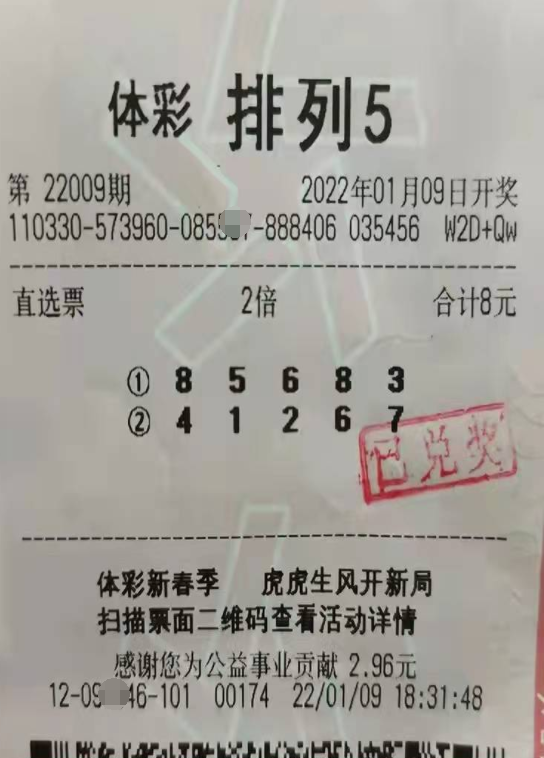 体彩 排列5
第 22009期 2022年01月09日开奖
110330-573960-085 -888406 035456 W2D+Qw
直选票 2倍 合计8元
① 8 5 6 8 3
② 4 1 2 6 7
已兑奖
体彩新春季 虎虎生风开新局
扫描票面二维码查看活动详情
感谢您为公益事业贡献 2.96元
12-09 46-101 00174 22/01/09 18:31:48